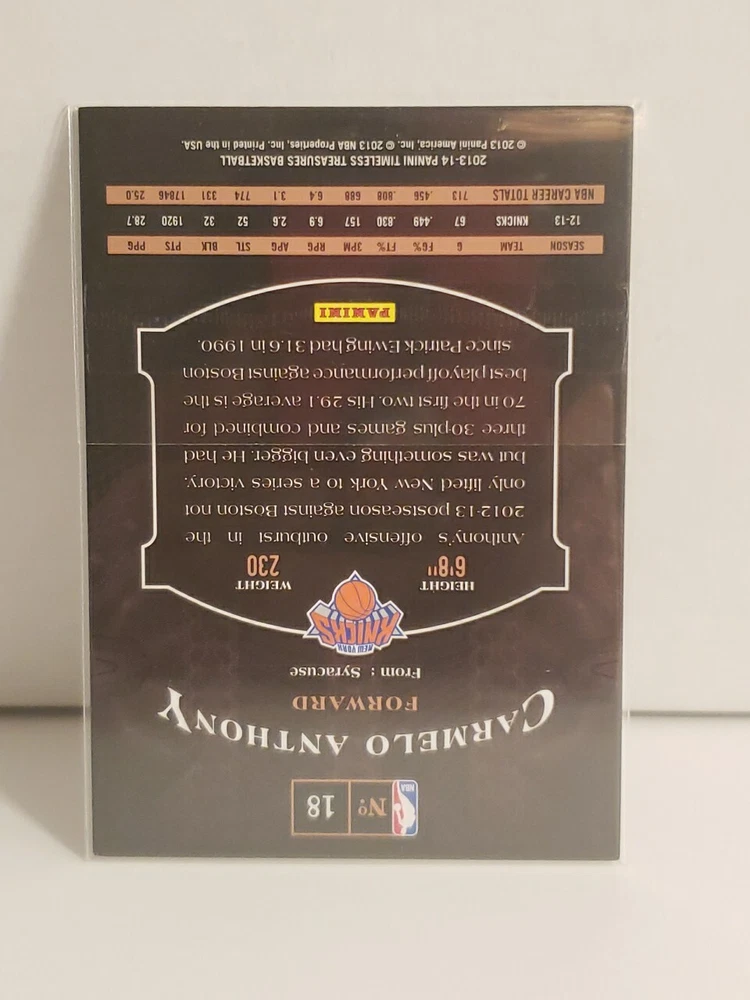 NBA
Nº 18
CARMELO ANTHONY
FORWARD
From : Syracuse
NEW YORK
KNICKS
HEIGHT WEIGHT
6'8" 230
Anthony's offensive outburst in the
2012-13 postseason against Boston not
only lifted New York to a series victory,
but was something even bigger. He had
three 30plus games and combined for
70 in the first two. His 29.1 average is the
best playoff performance against Boston
since Patrick Ewing had 31.6 in 1990.
PANINI
SEASON TEAM G FG% FT% 3PM RPG APG STL BLK PTS PPG
12-13 KNICKS 67 .449 .830 157 6.9 2.6 52 32 1920 28.7
NBA CAREER TOTALS 713 .456 .808 688 6.4 3.1 774 331 17846 25.0
2013-14 PANINI TIMELESS TREASURES BASKETBALL
© 2013 Panini America, Inc. © 2013 NBA Properties, Inc. Printed in the USA.